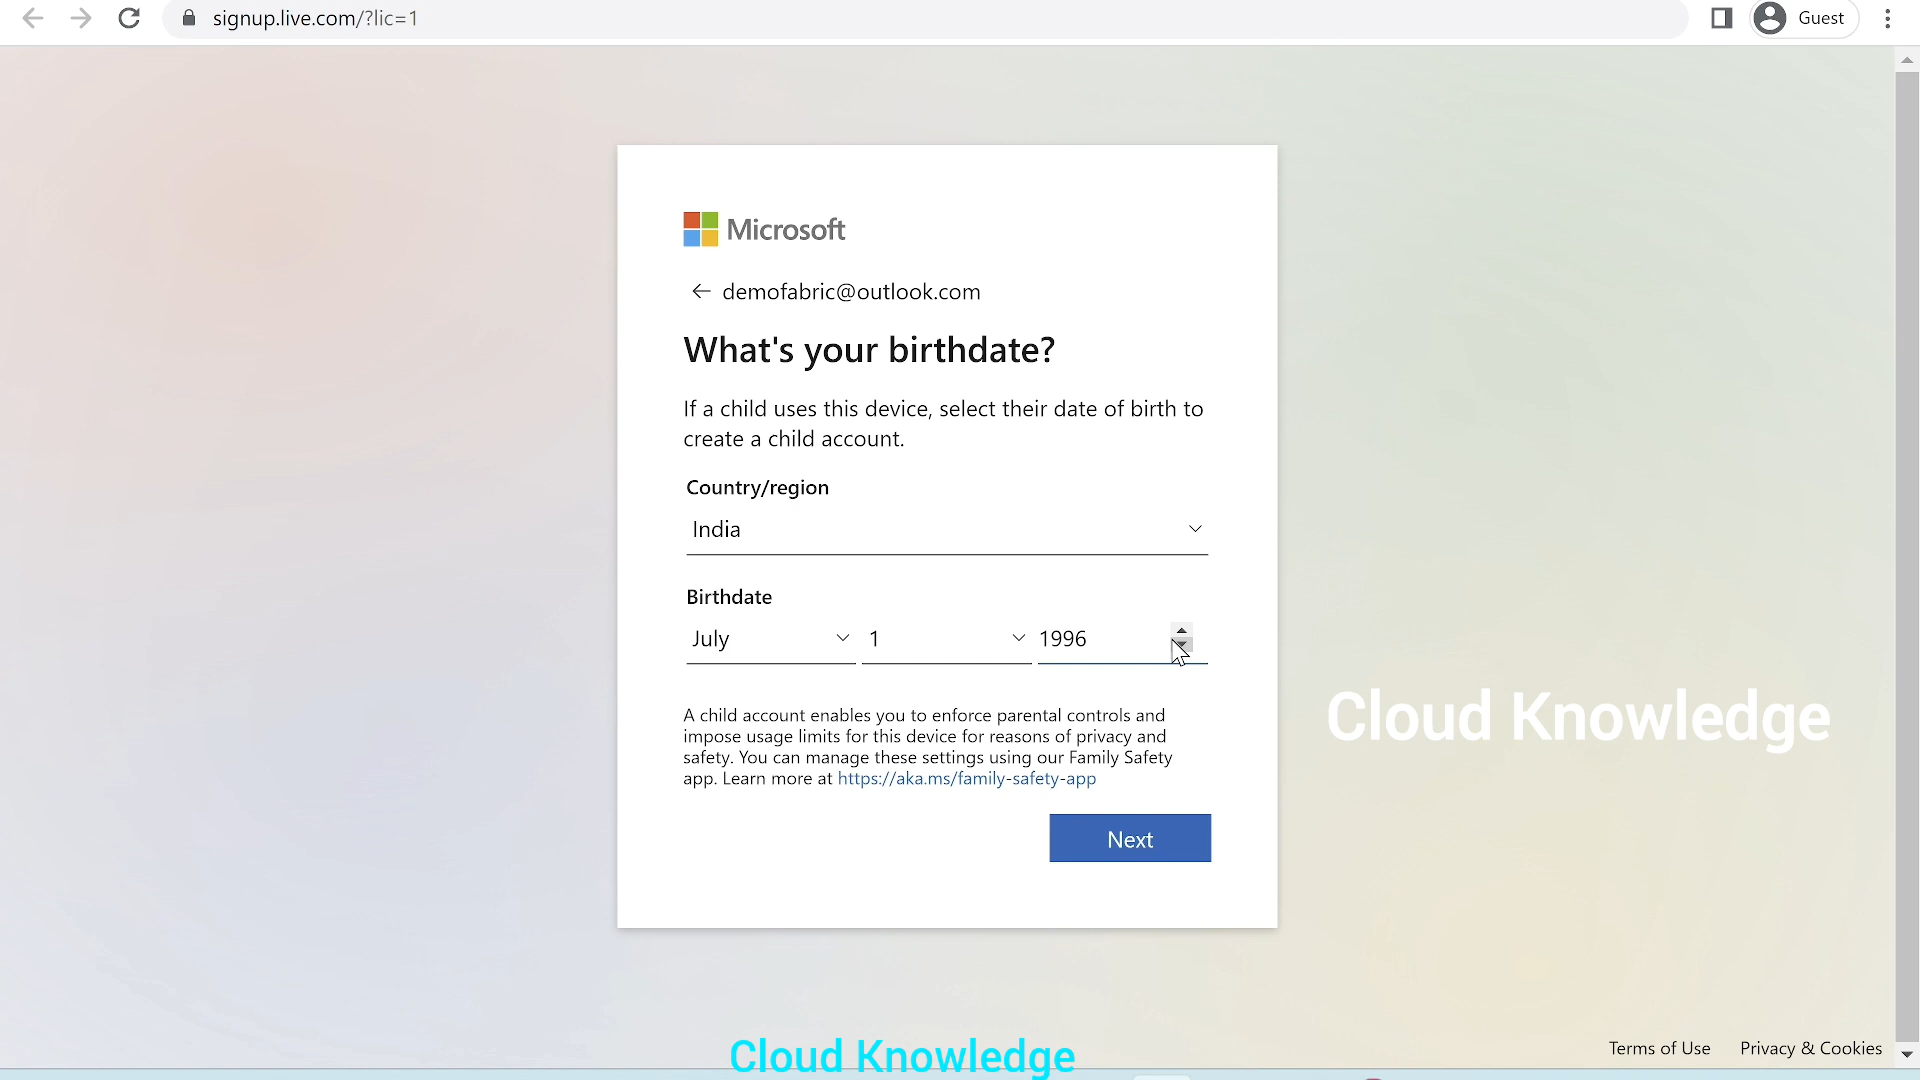 signup.live.com/?lic=1
Guest
Microsoft
demofabric@outlook.com
What's your birthdate?
If a child uses this device, select their date of birth to
create a child account.
Country/region
India
Birthdate
July 1 1996
A child account enables you to enforce parental controls and
impose usage limits for this device for reasons of privacy and
safety. You can manage these settings using our Family Safety
app. Learn more at https://aka.ms/family-safety-app
Cloud Knowledge
Next
Terms of Use Privacy & Cookies
Cloud Knowledge